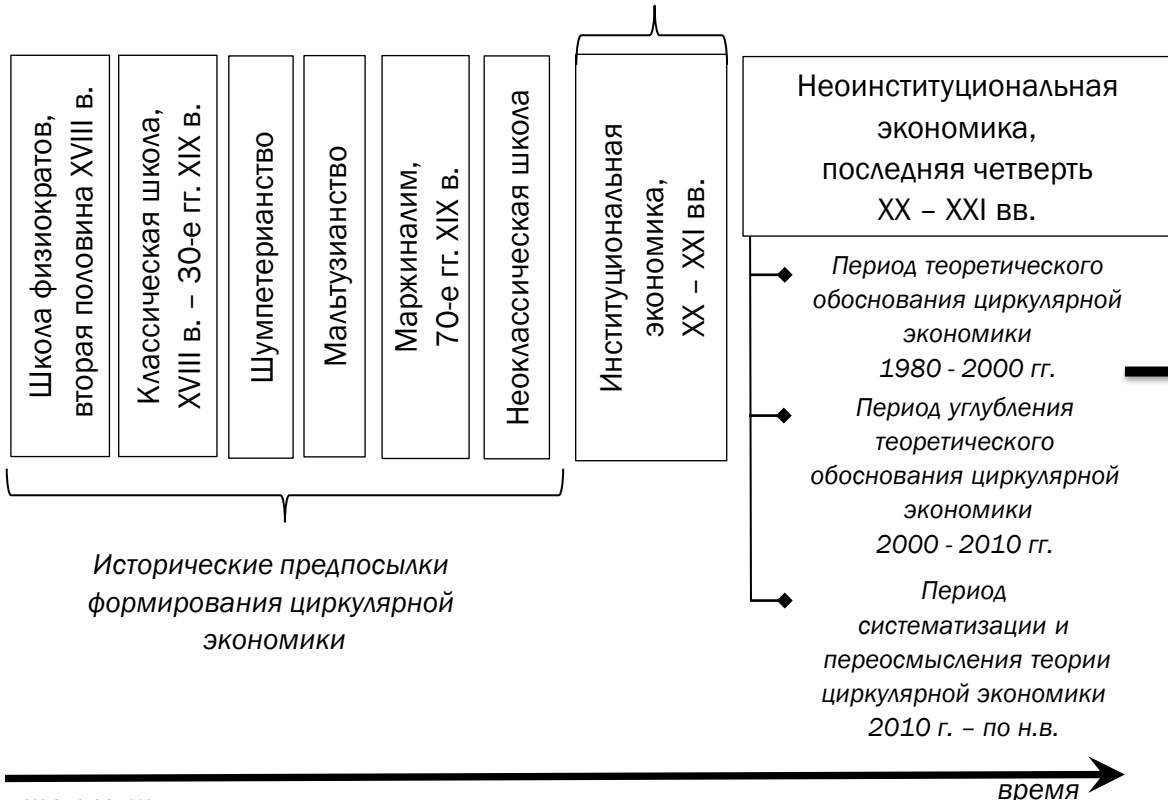 Школа физиократов,
вторая половина XVIII в.
Классическая школа,
XVIII в. – 30-е гг. XIX в.
Шумпетерианство
Мальтузианство
Маржиналим,
70-е гг. XIX в.
Неоклассическая школа
Институциональная
экономика,
XX – XXI вв.
Неоинституциональная
экономика,
последняя четверть
XX – XXI вв.
Период теоретического
обоснования циркулярной
экономики
1980 - 2000 гг.
Период углубления
теоретического
обоснования циркулярной
экономики
2000 - 2010 гг.
Период
систематизации и
переосмысления теории
циркулярной экономики
2010 г. – по н.в.
Исторические предпосылки
формирования циркулярной
экономики
время